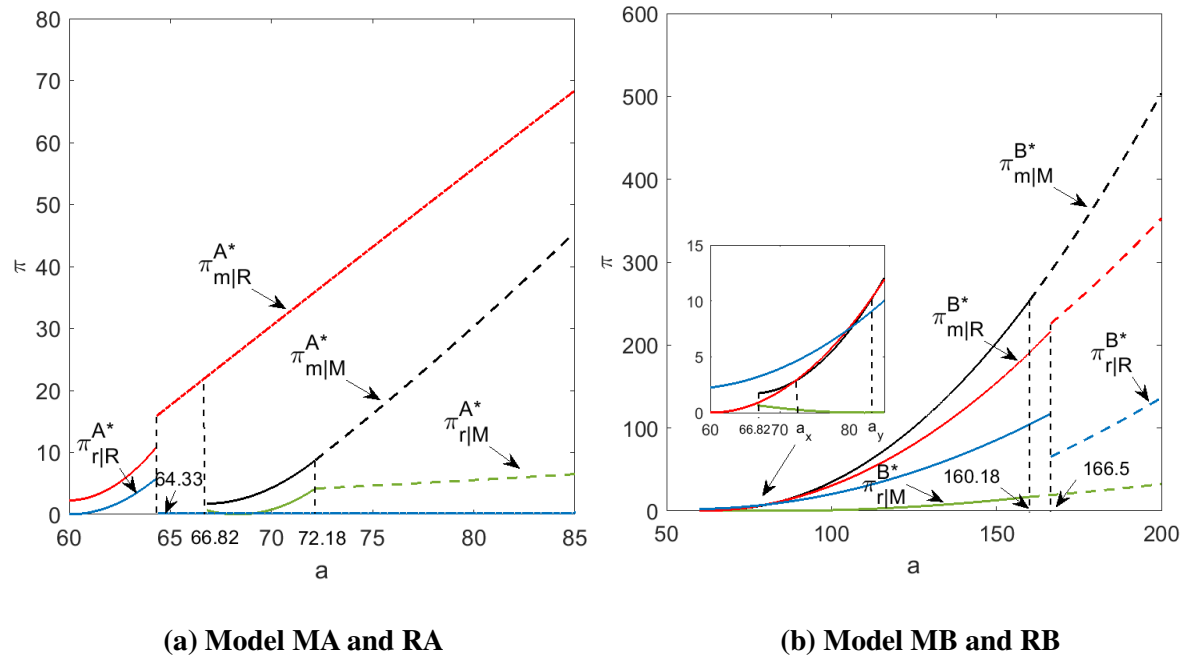 80
70
60
50
40
30
20
10
0
π
π^{A*}_{m|R}
π^{A*}_{m|M}
π^{A*}_{r|R}
π^{A*}_{r|M}
64.33
60 65 70 75 80 85
66.82 72.18
a
(a) Model MA and RA
600
500
400
300
200
100
0
π
π^{B*}_{m|M}
π^{B*}_{m|R}
π^{B*}_{r|R}
π^{B*}_{r|M}
160.18
166.5
15
10
5
0
60 66.82 70 a_x 80 a_y
50 100 150 200
a
(b) Model MB and RB